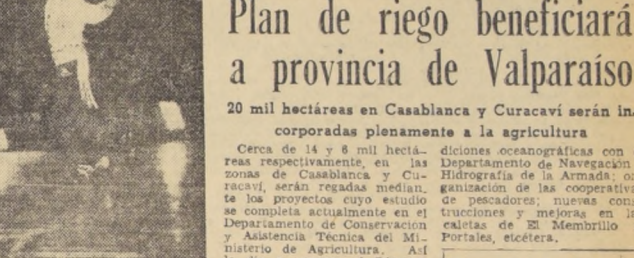 Plan de riego beneficiará
a provincia de Valparaíso
20 mil hectáreas en Casablanca y Curacaví serán in
corporadas plenamente a la agricultura
Cerca de 14 y 6 mil hectá-
reas respectivamente, en las
zonas de Casablanca y Cu-
racaví, serán regadas median-
te los proyectos cuyo estudio
se completa actualmente en el
Departamento de Conservación
y Asistencia Técnica del Mi-
nisterio de Agricultura. Así
diciones oceanográficas con
Departamento de Navegación
Hidrografía de la Armada;
ganización de las cooperativ
de pescadores; nuevas cons
trucciones y mejoras en l
caletas de El Membrillo
Portales, etcétera.